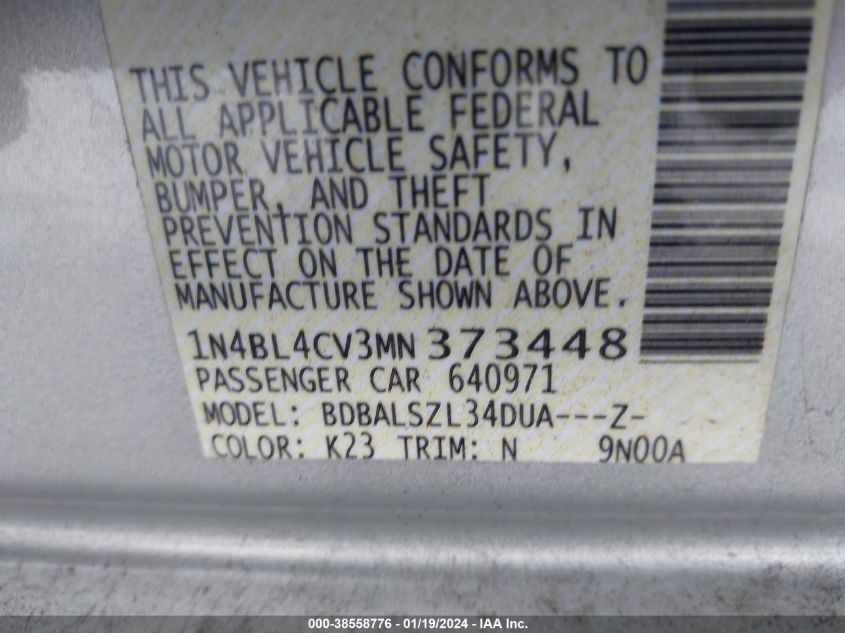 THIS VEHICLE CONFORMS TO
ALL APPLICABLE FEDERAL
MOTOR VEHICLE SAFETY,
BUMPER, AND THEFT
PREVENTION STANDARDS IN
EFFECT ON THE DATE OF
MANUFACTURE SHOWN ABOVE.
1N4BL4CV3MN373448
PASSENGER CAR 640971
MODEL: BDBALSZL34DUA---Z-
COLOR: K23 TRIM: N 9N00A
000-38558776 - 01/19/2024 - IAA Inc.